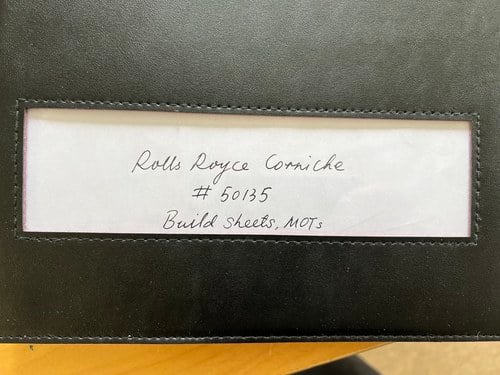 Rolls Royce Corniche
# 50135
Build Sheets, MOTs